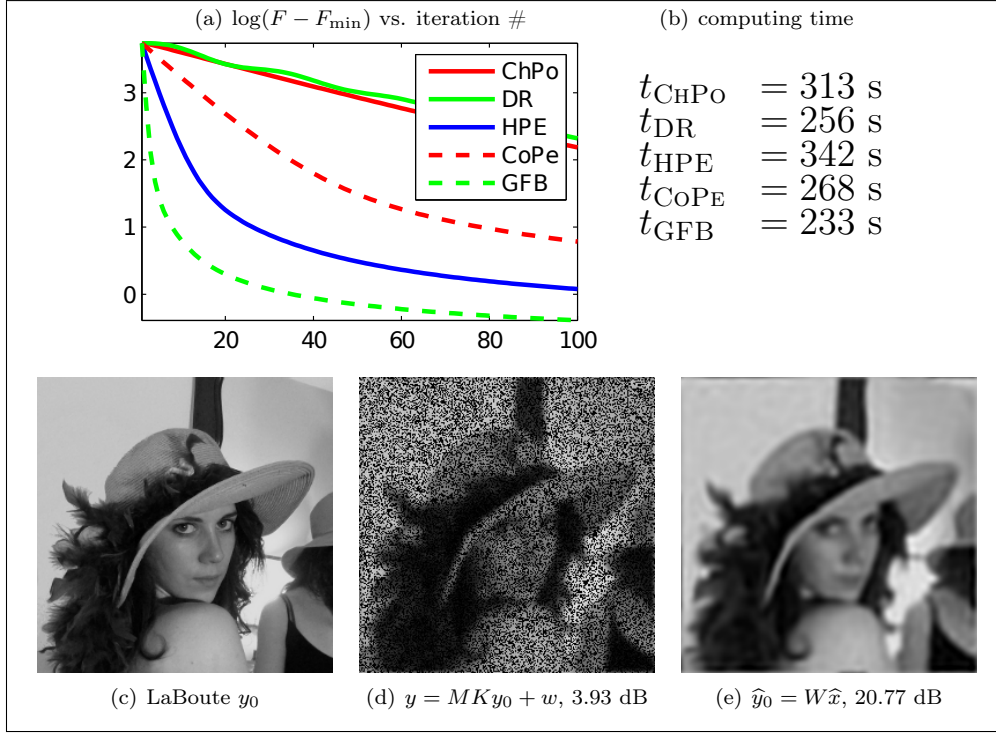 (a) log(F − F_min) vs. iteration #
(b) computing time
3
2
1
0
20 40 60 80 100
ChPo
DR
HPE
CoPe
GFB
t_ChPo = 313 s
t_DR = 256 s
t_HPE = 342 s
t_CoPe = 268 s
t_GFB = 233 s
(c) LaBoute y_0
(d) y = MKy_0 + w, 3.93 dB
(e) ŷ_0 = Wx̂, 20.77 dB